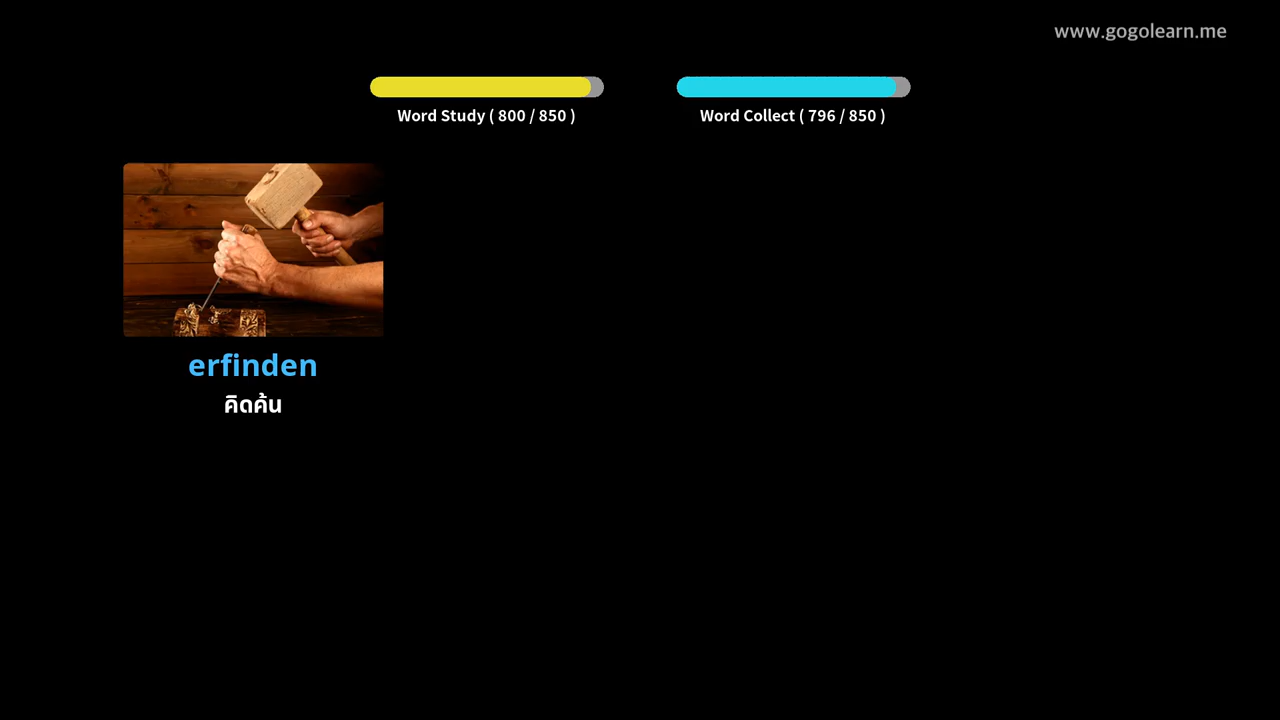 www.gogolearn.me
Word Study ( 800 / 850 )
Word Collect ( 796 / 850 )
erfinden
คิดค้น